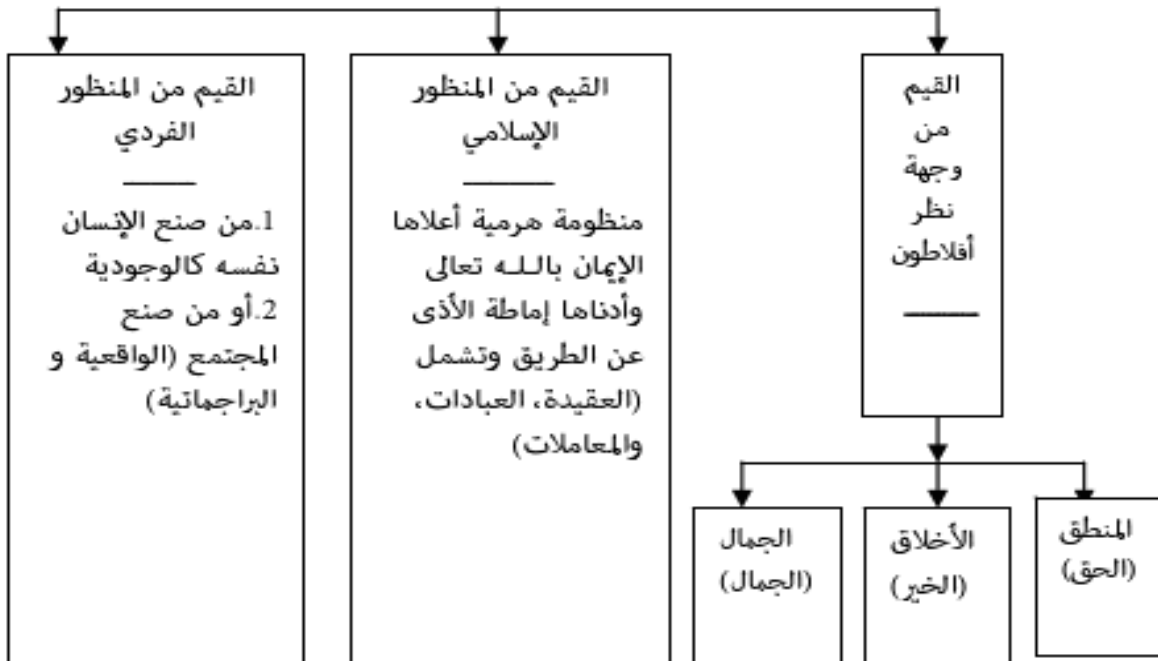 القيم
من
وجهة
نظر
أفلاطون
المنطق
(الحق)
الأخلاق
(الخير)
الجمال
(الجمال)
القيم من المنظور
الإسلامي
منظومة هرمية أعلاها
الإيمان باللـه تعالى
وأدناها إماطة الأذى
عن الطريق وتشمل
(العقيدة، العبادات،
والمعاملات)
القيم من المنظور
الفردي
1.من صنع الإنسان
نفسه كالوجودية
2.أو من صنع
المجتمع (الواقعية و
البراجماتية)